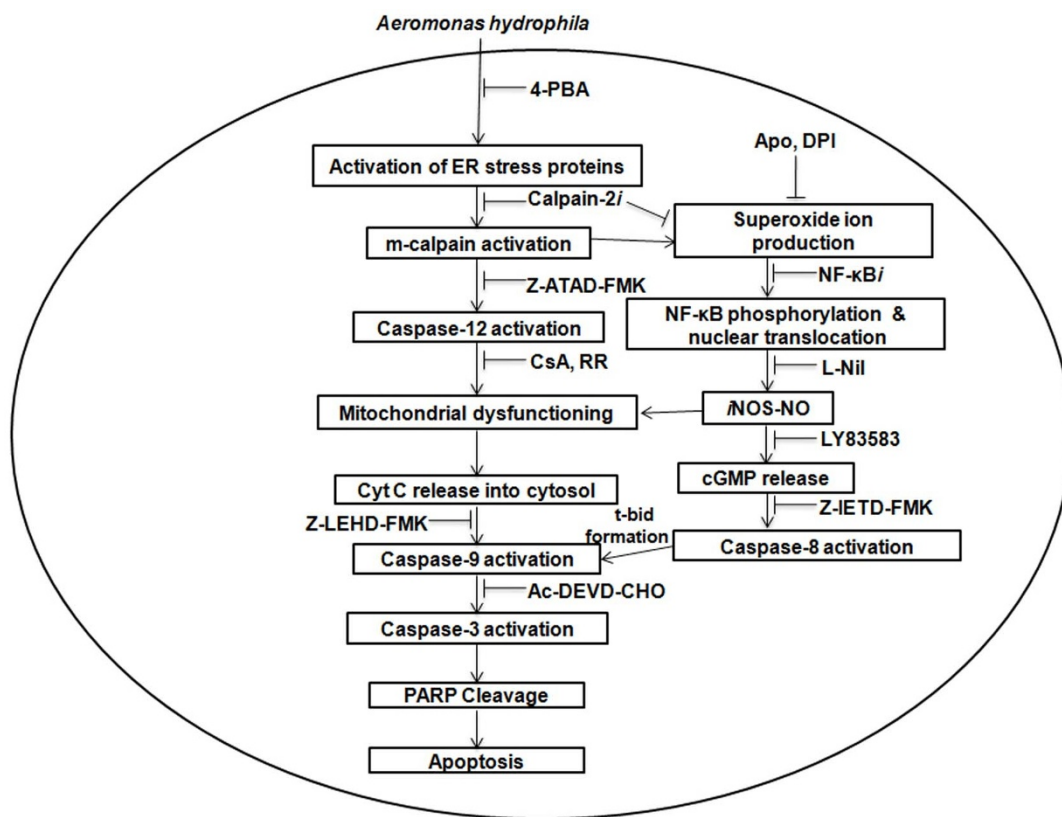 Aeromonas hydrophila
4-PBA
Apo, DPI
Activation of ER stress proteins
Calpain-2i
Superoxide ion
production
m-calpain activation
NF-κBi
Z-ATAD-FMK
NF-κB phosphorylation &
nuclear translocation
Caspase-12 activation
CsA, RR
L-Nil
Mitochondrial dysfunctioning
iNOS-NO
LY83583
cGMP release
Cyt C release into cytosol
Z-IETD-FMK
t-bid
formation
Z-LEHD-FMK
Caspase-8 activation
Caspase-9 activation
Ac-DEVD-CHO
Caspase-3 activation
PARP Cleavage
Apoptosis